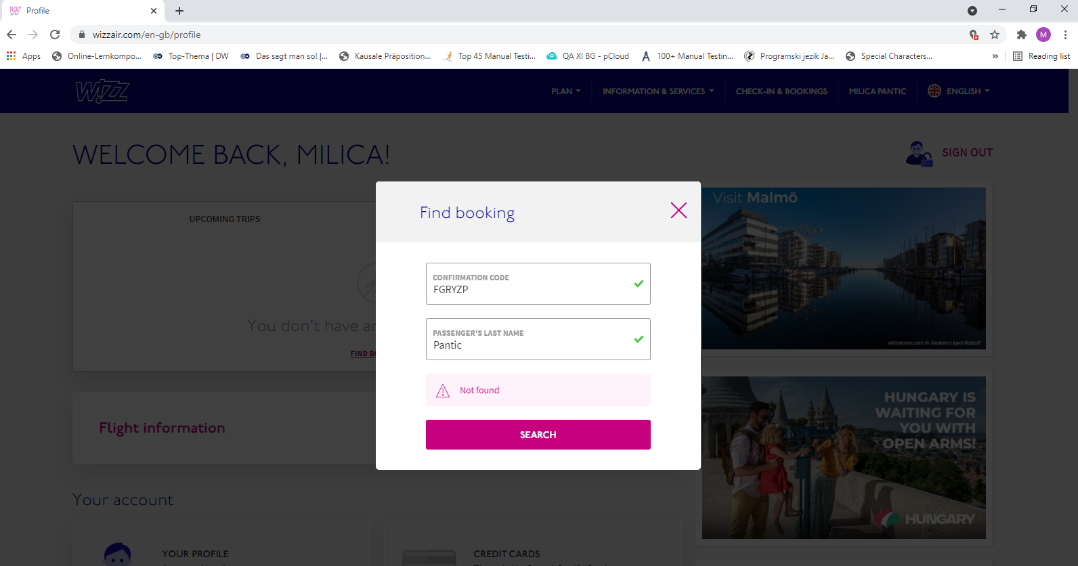 Profile
wizzair.com/en-gb/profile
M
Apps
Online-Lernkompo...
Top-Thema | DW
Das sagt man so! |...
Kausale Präposition...
Top 45 Manual Testi...
QA XI BG - pCloud
100+ Manual Testin...
Programski jezik Ja...
Special Characters...
»
Reading list
WIZZ
PLAN
INFORMATION & SERVICES
CHECK-IN & BOOKINGS
MILICA PANTIC
ENGLISH
WELCOME BACK, MILICA!
SIGN OUT
UPCOMING TRIPS
You don't have an
FIND B
Find booking
CONFIRMATION CODE
FGRYZP
PASSENGER'S LAST NAME
Pantic
Not found
SEARCH
Visit Malmö
HUNGARY IS
WAITING FOR
YOU WITH
OPEN ARMS!
HUNGARY
Flight information
Your account
YOUR PROFILE
CREDIT CARDS